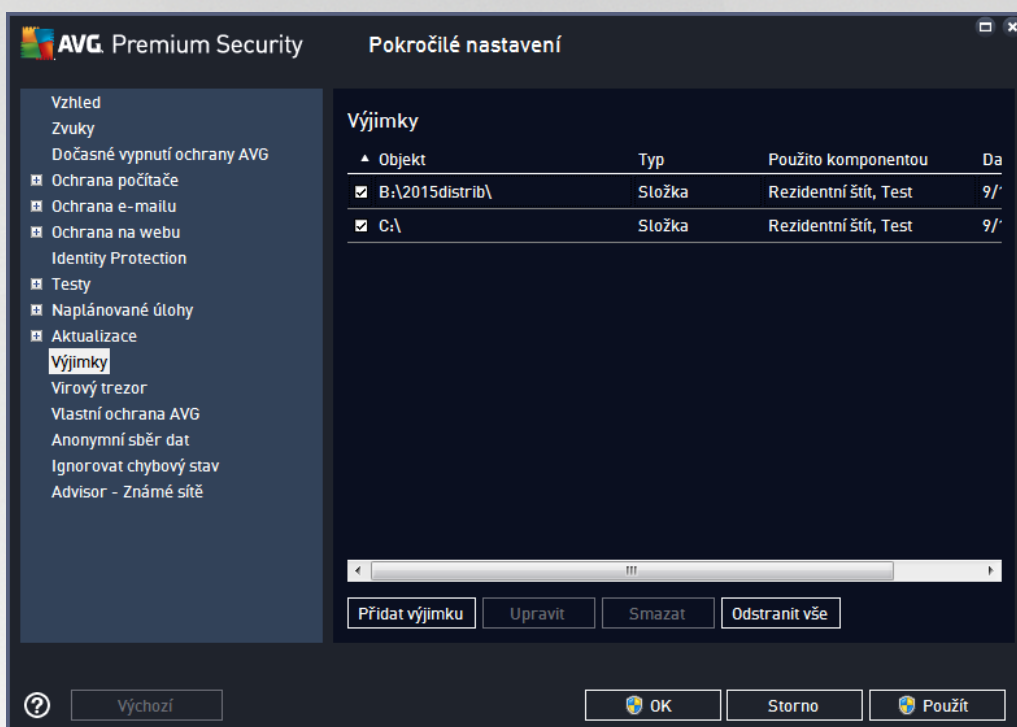 AVG. Premium Security
Pokročilé nastavení
Vzhled
Zvuky
Dočasné vypnutí ochrany AVG
Ochrana počítače
Ochrana e-mailu
Ochrana na webu
Identity Protection
Testy
Naplánované úlohy
Aktualizace
Výjimky
Virový trezor
Vlastní ochrana AVG
Anonymní sběr dat
Ignorovat chybový stav
Advisor - Známé sítě
Výjimky
Objekt Typ Použito komponentou Da
B:\2015distrib\ Složka Rezidentní štít, Test 9/
C:\ Složka Rezidentní štít, Test 9/
Přidat výjimku Upravit Smazat Odstranit vše
? Výchozí OK Storno Použít